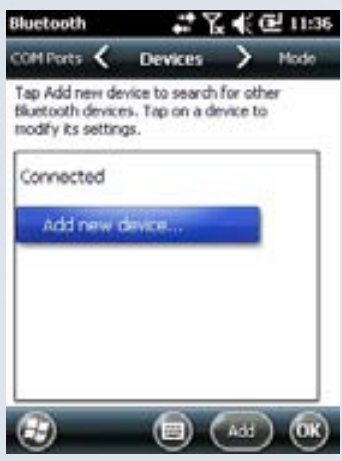 Bluetooth 11:36
COM Ports Devices Mode
Tap Add new device to search for other
Bluetooth devices. Tap on a device to
modify its settings.
Connected
Add new device...
Add OK